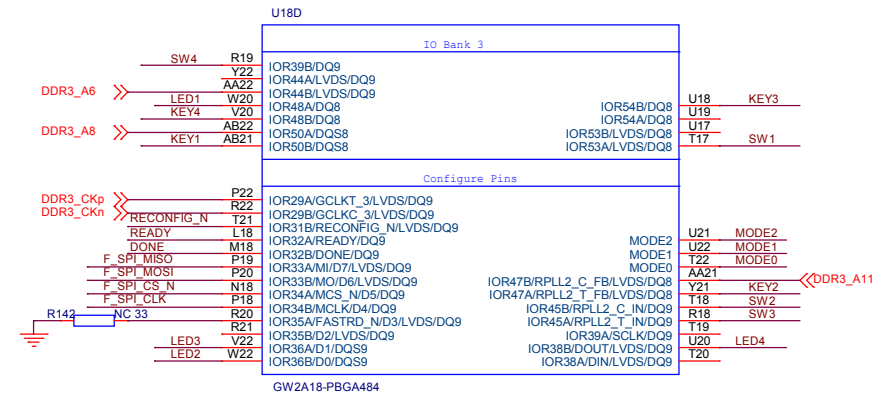 U18D
IO Bank 3
SW4 R19 IOR39B/DQ9
Y22 IOR44A/LVDS/DQ9
DDR3_A6 AA22 IOR44B/LVDS/DQ9
LED1 W20 IOR48A/DQ8 IOR54B/DQ8 U18 KEY3
KEY4 V20 IOR48B/DQ8 IOR54A/DQ8 U19
DDR3_A8 AB22 IOR50A/DQS8 IOR53B/LVDS/DQ8 U17
KEY1 AB21 IOR50B/DQS8 IOR53A/LVDS/DQ8 T17 SW1
Configure Pins
DDR3_CKp P22 IOR29A/GCLKT_3/LVDS/DQ9
DDR3_CKn R22 IOR29B/GCLKC_3/LVDS/DQ9
RECONFIG_N T21 IOR31B/RECONFIG_N/LVDS/DQ9
READY L18 IOR32A/READY/DQ9 MODE2 U21 MODE2
DONE M18 IOR32B/DONE/DQ9 MODE1 U22 MODE1
F_SPI_MISO P19 IOR33A/MI/D7/LVDS/DQ9 MODE0 T22 MODE0
F_SPI_MOSI P20 IOR33B/MO/D6/LVDS/DQ9 IOR47B/RPLL2_C_FB/LVDS/DQ8 AA21 DDR3_A11
F_SPI_CS_N N18 IOR34A/MCS_N/D5/DQ9 IOR47A/RPLL2_T_FB/LVDS/DQ8 Y21 KEY2
F_SPI_CLK P18 IOR34B/MCLK/D4/DQ9 IOR45B/RPLL2_C_IN/DQ9 T18 SW2
R142 NC 33 R20 IOR35A/FASTRD_N/D3/LVDS/DQ9 IOR45A/RPLL2_T_IN/DQ9 R18 SW3
R21 IOR35B/D2/LVDS/DQ9 IOR39A/SCLK/DQ9 T19
LED3 V22 IOR36A/D1/DQS9 IOR38B/DOUT/LVDS/DQ9 U20 LED4
LED2 W22 IOR36B/D0/DQS9 IOR38A/DIN/LVDS/DQ9 T20
GW2A18-PBGA484